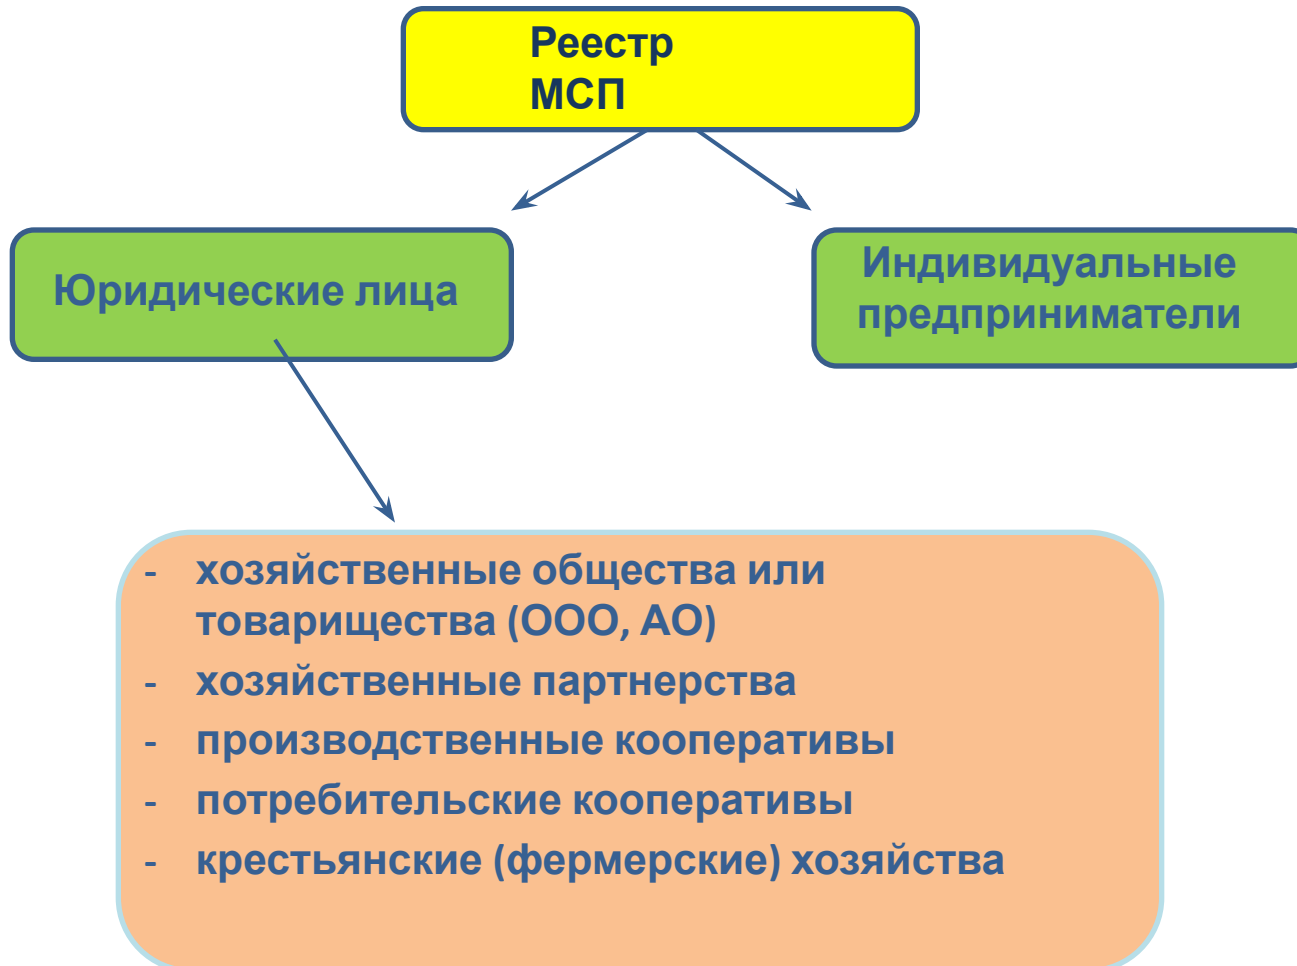 Реестр
МСП
Юридические лица
Индивидуальные
предприниматели
- хозяйственные общества или
товарищества (ООО, АО)
- хозяйственные партнерства
- производственные кооперативы
- потребительские кооперативы
- крестьянские (фермерские) хозяйства